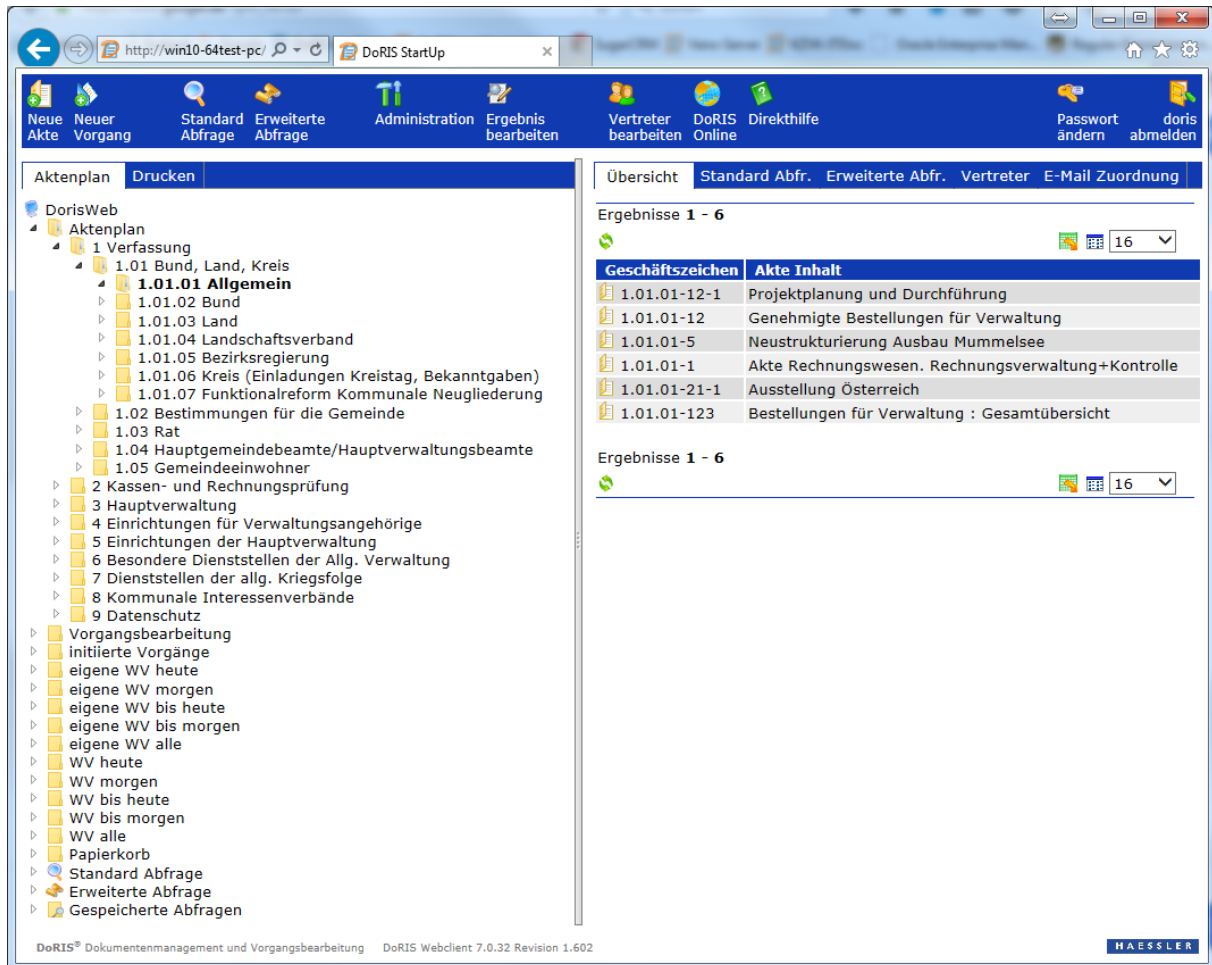 http://win10-64test-pc/
DoRIS StartUp
Neue Akte
Neuer Vorgang
Standard Abfrage
Erweiterte Abfrage
Administration
Ergebnis bearbeiten
Vertreter bearbeiten
DoRIS Online
Direkthilfe
Passwort ändern
doris abmelden
Aktenplan
Drucken
DorisWeb
Aktenplan
1 Verfassung
1.01 Bund, Land, Kreis
1.01.01 Allgemein
1.01.02 Bund
1.01.03 Land
1.01.04 Landschaftsverband
1.01.05 Bezirksregierung
1.01.06 Kreis (Einladungen Kreistag, Bekanntgaben)
1.01.07 Funktionalreform Kommunale Neugliederung
1.02 Bestimmungen für die Gemeinde
1.03 Rat
1.04 Hauptgemeindebeamte/Hauptverwaltungsbeamte
1.05 Gemeindeeinwohner
2 Kassen- und Rechnungsprüfung
3 Hauptverwaltung
4 Einrichtungen für Verwaltungsangehörige
5 Einrichtungen der Hauptverwaltung
6 Besondere Dienststellen der Allg. Verwaltung
7 Dienststellen der allg. Kriegsfolge
8 Kommunale Interessenverbände
9 Datenschutz
Vorgangsbearbeitung
initiierte Vorgänge
eigene WV heute
eigene WV morgen
eigene WV bis heute
eigene WV bis morgen
eigene WV alle
WV heute
WV morgen
WV bis heute
WV bis morgen
WV alle
Papierkorb
Standard Abfrage
Erweiterte Abfrage
Gespeicherte Abfragen
Übersicht
Standard Abfr.
Erweiterte Abfr.
Vertreter
E-Mail Zuordnung
Ergebnisse 1 - 6
16
Geschäftszeichen Akte Inhalt
1.01.01-12-1 Projektplanung und Durchführung
1.01.01-12 Genehmigte Bestellungen für Verwaltung
1.01.01-5 Neustrukturierung Ausbau Mummelsee
1.01.01-1 Akte Rechnungswesen. Rechnungsverwaltung+Kontrolle
1.01.01-21-1 Ausstellung Österreich
1.01.01-123 Bestellungen für Verwaltung : Gesamtübersicht
Ergebnisse 1 - 6
16
DoRIS® Dokumentenmanagement und Vorgangsbearbeitung DoRIS Webclient 7.0.32 Revision 1.602
HAESSLER